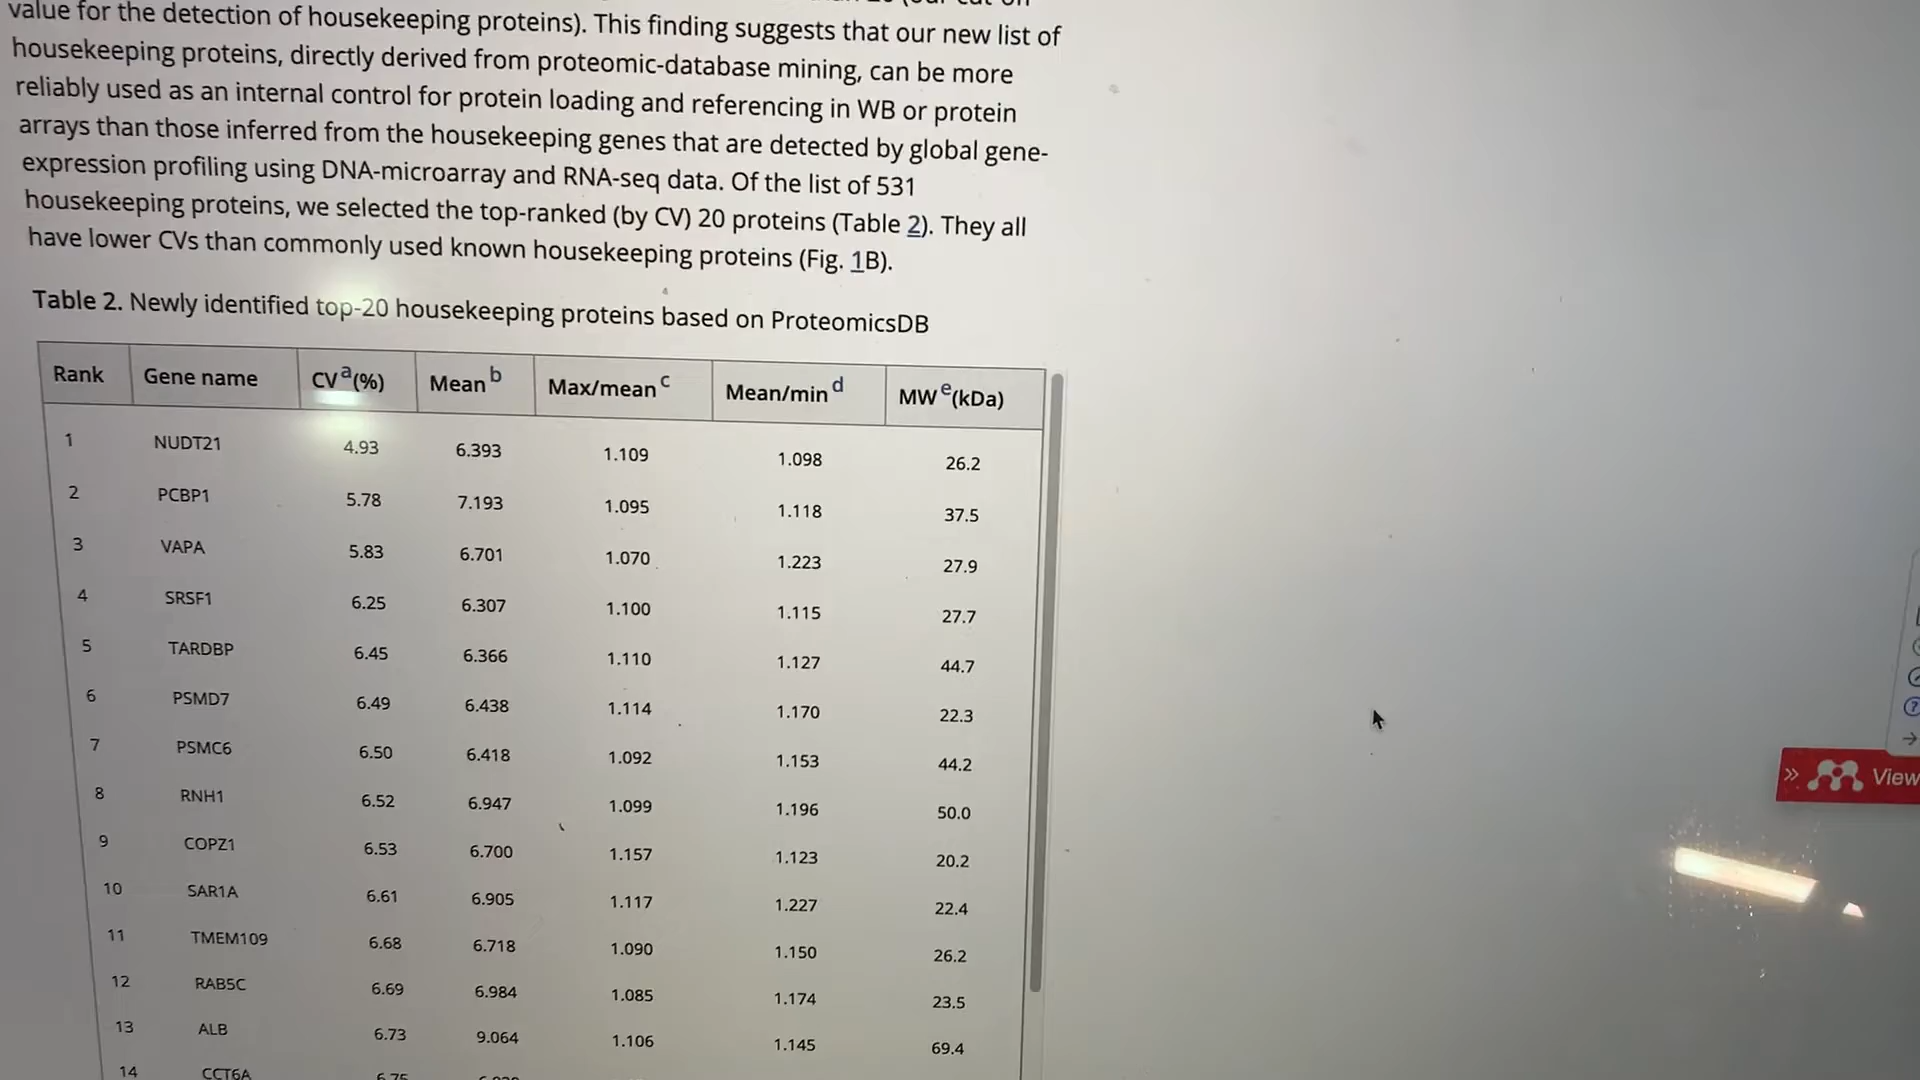 value for the detection of housekeeping proteins). This finding suggests that our new list of
housekeeping proteins, directly derived from proteomic-database mining, can be more
reliably used as an internal control for protein loading and referencing in WB or protein
arrays than those inferred from the housekeeping genes that are detected by global gene-
expression profiling using DNA-microarray and RNA-seq data. Of the list of 531
housekeeping proteins, we selected the top-ranked (by CV) 20 proteins (Table 2). They all
have lower CVs than commonly used known housekeeping proteins (Fig. 1B).
Table 2. Newly identified top-20 housekeeping proteins based on ProteomicsDB
Rank Gene name CV a (%) Mean b Max/mean c Mean/min d MW e (kDa)
1 NUDT21 4.93 6.393 1.109 1.098 26.2
2 PCBP1 5.78 7.193 1.095 1.118 37.5
3 VAPA 5.83 6.701 1.070 1.223 27.9
4 SRSF1 6.25 6.307 1.100 1.115 27.7
5 TARDBP 6.45 6.366 1.110 1.127 44.7
6 PSMD7 6.49 6.438 1.114 1.170 22.3
7 PSMC6 6.50 6.418 1.092 1.153 44.2
8 RNH1 6.52 6.947 1.099 1.196 50.0
9 COPZ1 6.53 6.700 1.157 1.123 20.2
10 SAR1A 6.61 6.905 1.117 1.227 22.4
11 TMEM109 6.68 6.718 1.090 1.150 26.2
12 RAB5C 6.69 6.984 1.085 1.174 23.5
13 ALB 6.73 9.064 1.106 1.145 69.4
14 CCT6A 6.75
» View